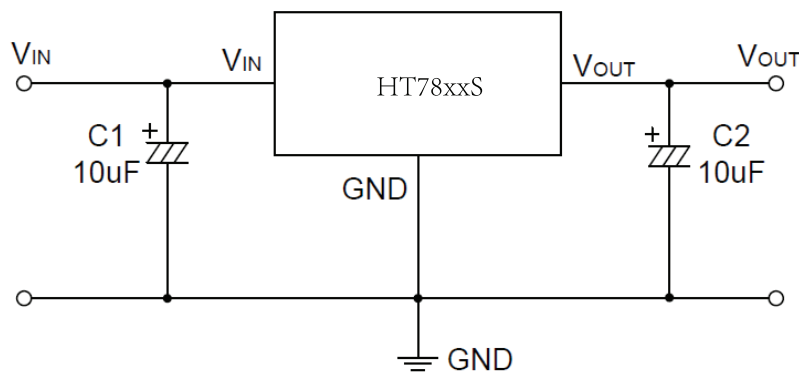 VIN
VIN
HT78xxS
VOUT
VOUT
C1
+
10uF
+
C2
10uF
GND
GND